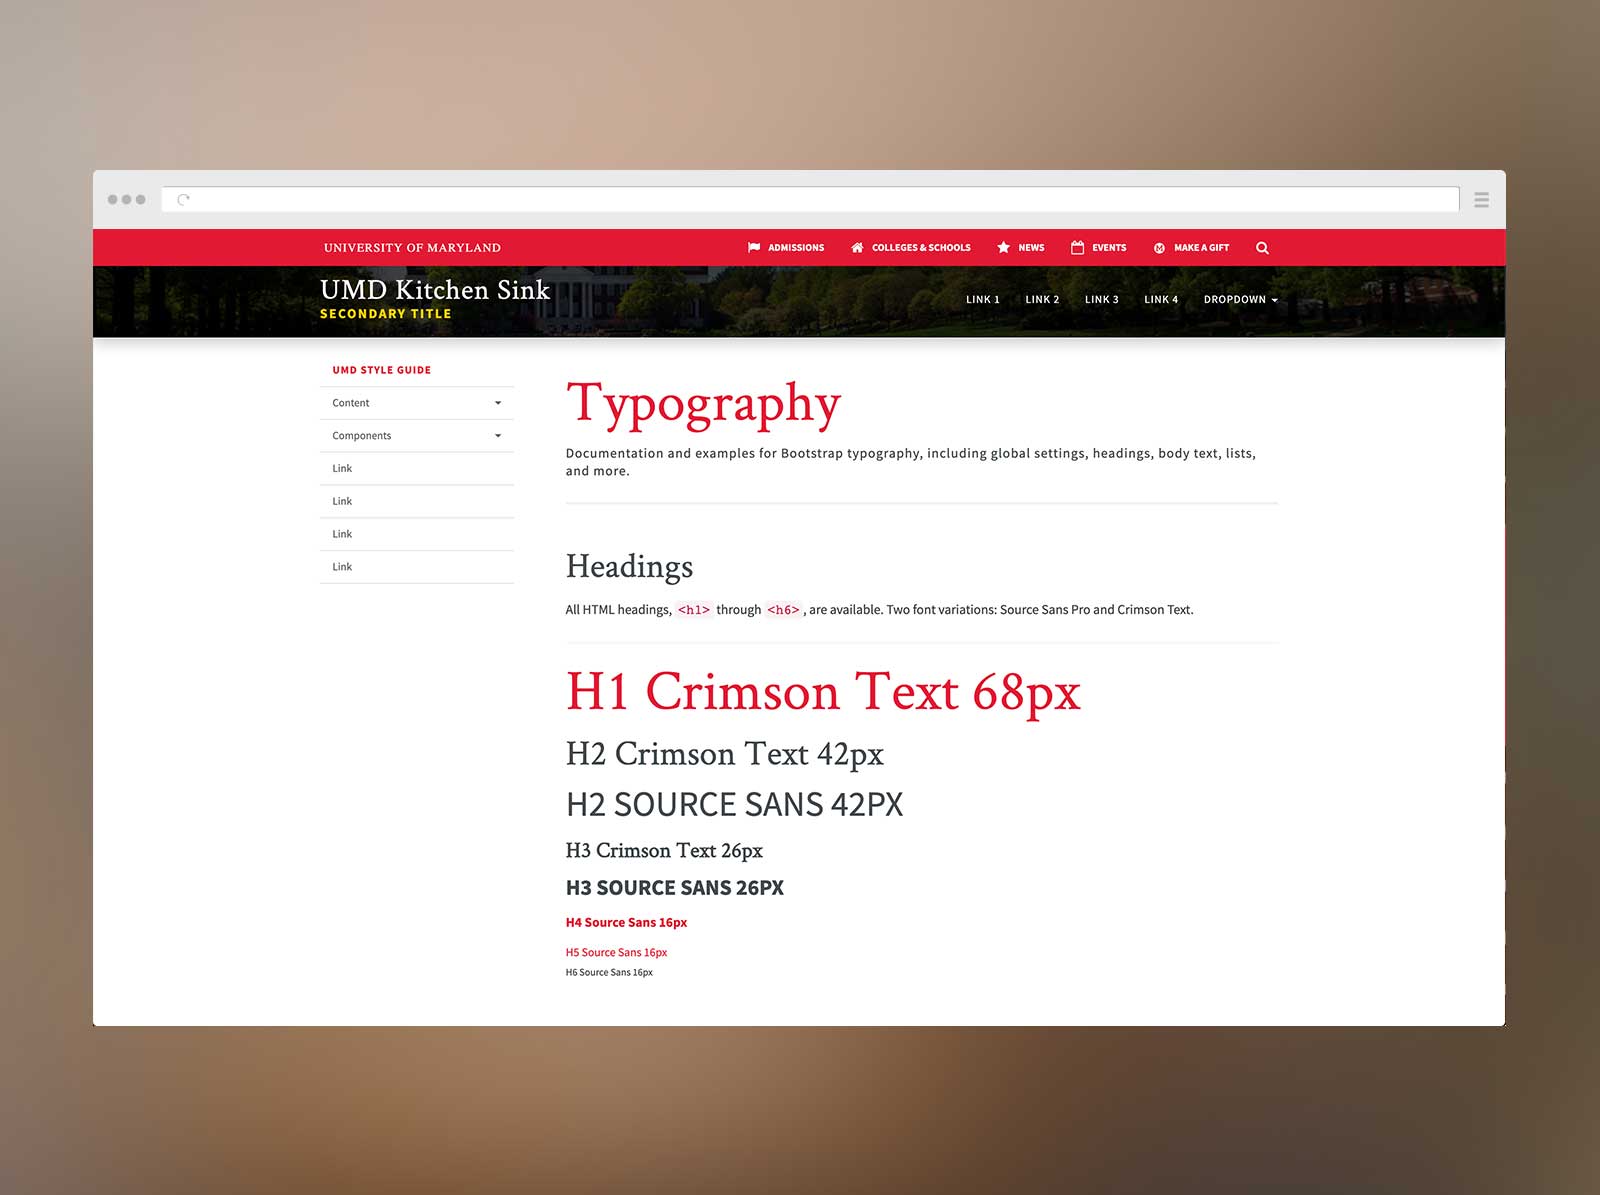 UNIVERSITY OF MARYLAND
ADMISSIONS
COLLEGES & SCHOOLS
NEWS
EVENTS
MAKE A GIFT
UMD Kitchen Sink
SECONDARY TITLE
LINK 1
LINK 2
LINK 3
LINK 4
DROPDOWN
UMD STYLE GUIDE
Content
Components
Link
Link
Link
Link
Typography
Documentation and examples for Bootstrap typography, including global settings, headings, body text, lists,
and more.
Headings
All HTML headings, <h1> through <h6>, are available. Two font variations: Source Sans Pro and Crimson Text.
H1 Crimson Text 68px
H2 Crimson Text 42px
H2 SOURCE SANS 42PX
H3 Crimson Text 26px
H3 SOURCE SANS 26PX
H4 Source Sans 16px
H5 Source Sans 16px
H6 Source Sans 16px